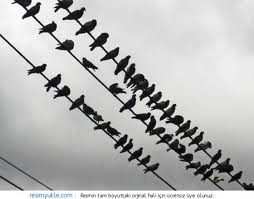 resimyukle.com Resmin tam boyuttaki orjinal hali için ücretsiz üye olunuz.